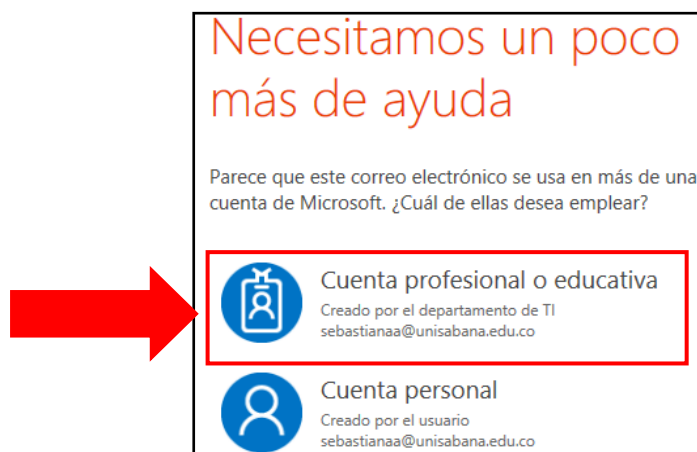 Necesitamos un poco
más de ayuda
Parece que este correo electrónico se usa en más de una
cuenta de Microsoft. ¿Cuál de ellas desea emplear?
Cuenta profesional o educativa
Creado por el departamento de TI
sebastianaa@unisabana.edu.co
Cuenta personal
Creado por el usuario
sebastianaa@unisabana.edu.co